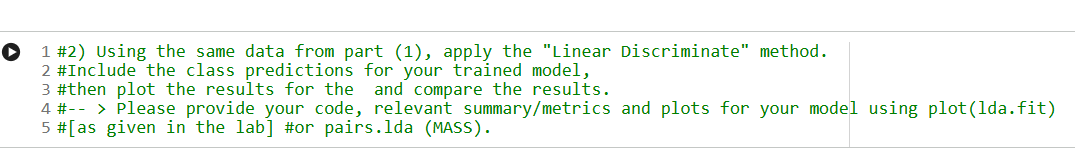 1 #2) Using the same data from part (1), apply the "Linear Discriminate" method.
2 #Include the class predictions for your trained model,
3 #then plot the results for the  and compare the results.
4 #-- > Please provide your code, relevant summary/metrics and plots for your model using plot(lda.fit)
5 #[as given in the lab] #or pairs.lda (MASS).